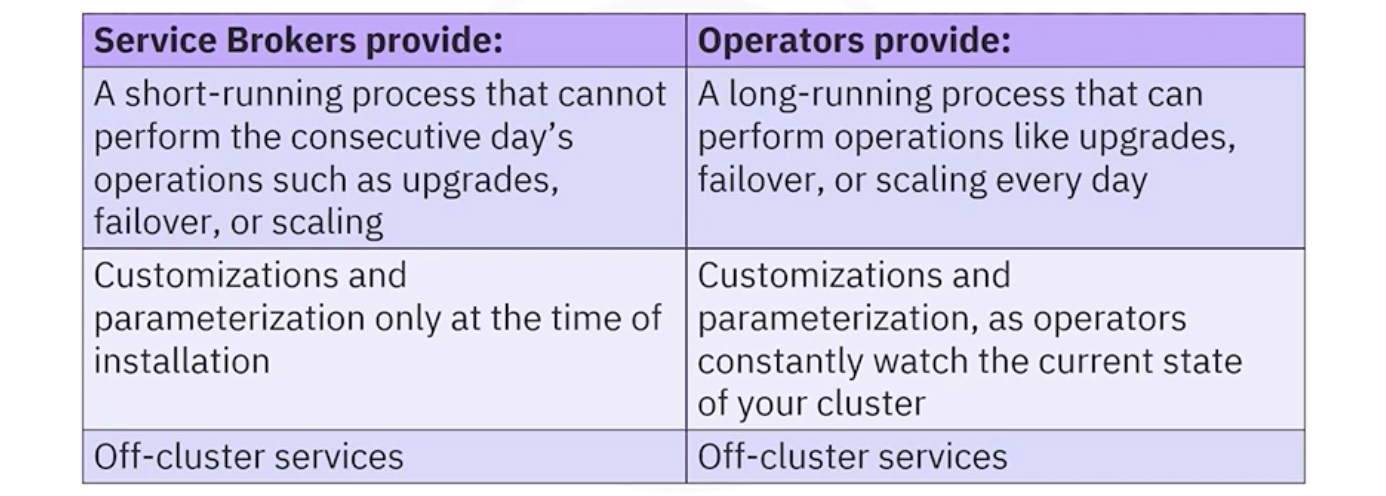 Service Brokers provide:
Operators provide:
A short-running process that cannot
perform the consecutive day’s
operations such as upgrades,
failover, or scaling
A long-running process that can
perform operations like upgrades,
failover, or scaling every day
Customizations and
parameterization only at the time of
installation
Customizations and
parameterization, as operators
constantly watch the current state
of your cluster
Off-cluster services
Off-cluster services